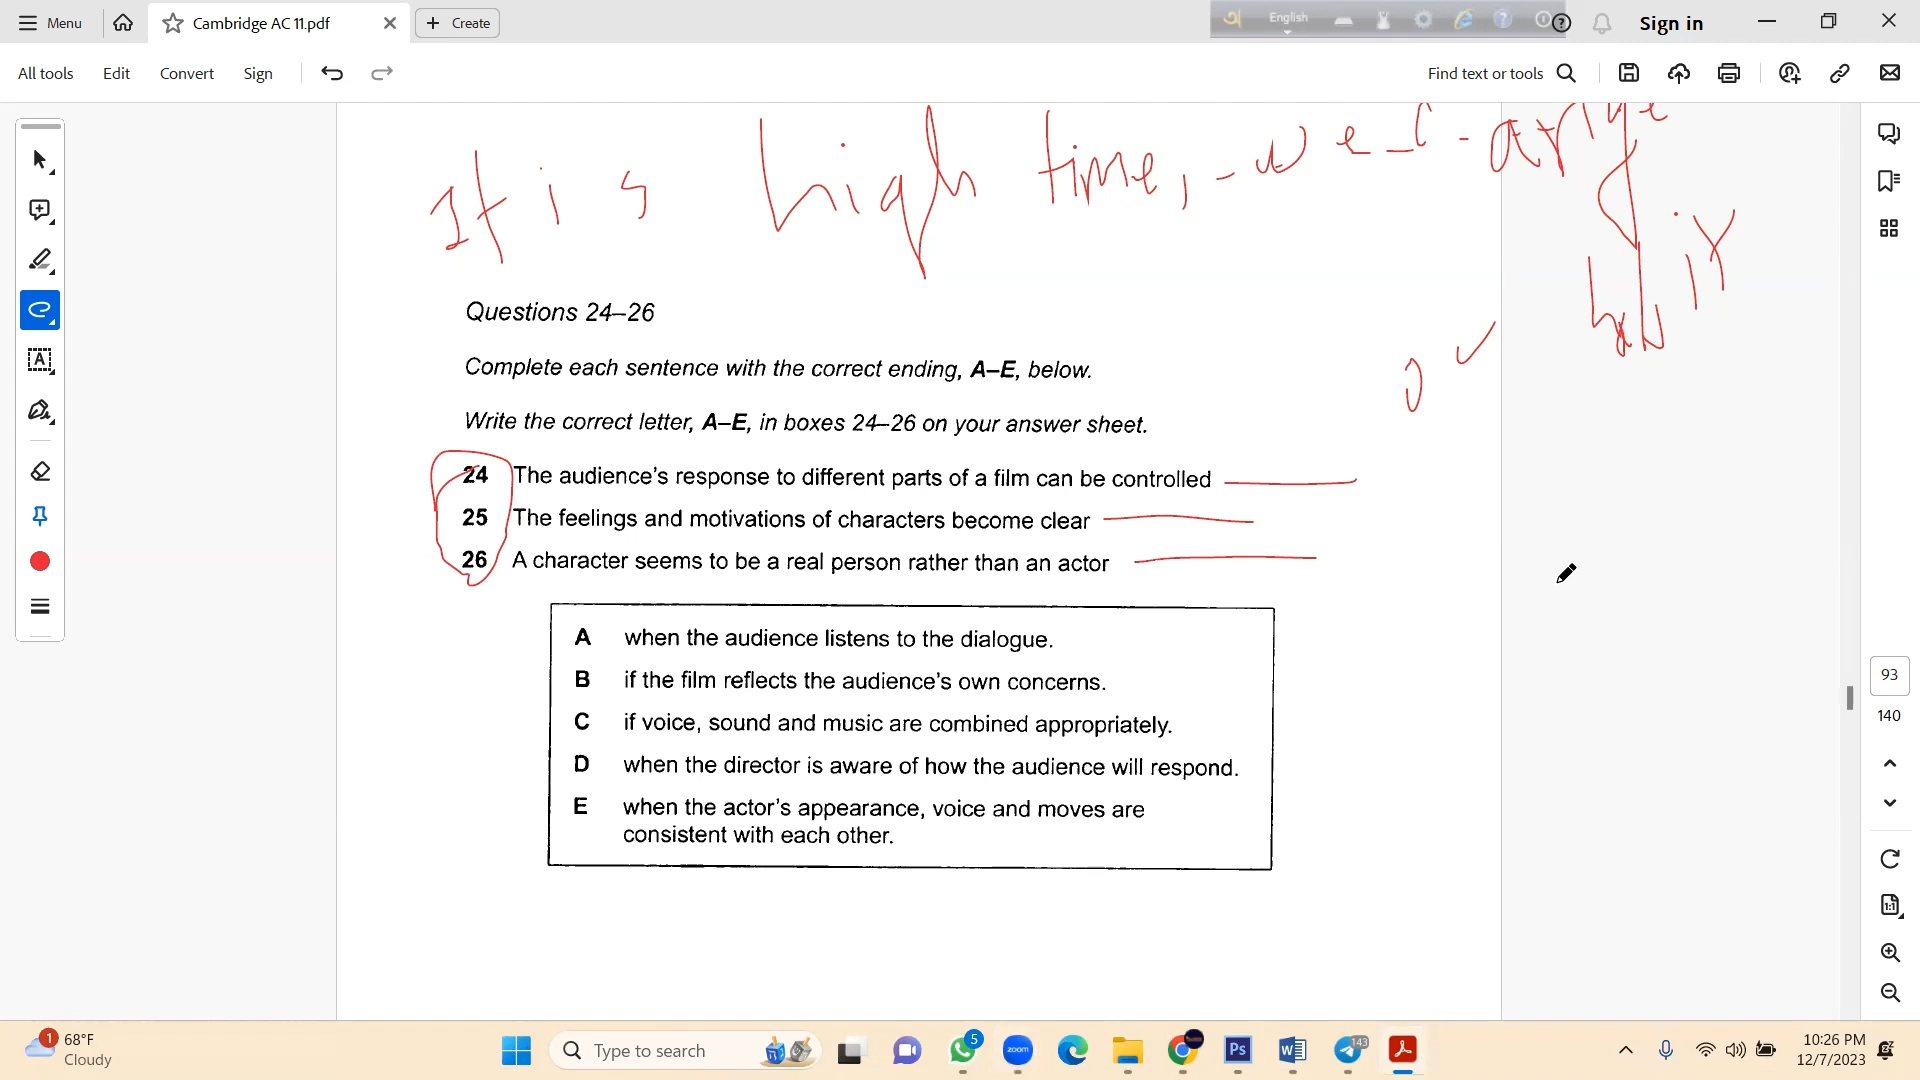 Menu
Cambridge AC 11.pdf
Create
English
Sign in
All tools
Edit
Convert
Sign
Find text or tools
It is high time,
Questions 24–26
Complete each sentence with the correct ending, A–E, below.
Write the correct letter, A–E, in boxes 24–26 on your answer sheet.
24 The audience's response to different parts of a film can be controlled
25 The feelings and motivations of characters become clear
26 A character seems to be a real person rather than an actor
A when the audience listens to the dialogue.
B if the film reflects the audience's own concerns.
C if voice, sound and music are combined appropriately.
D when the director is aware of how the audience will respond.
E when the actor's appearance, voice and moves are
consistent with each other.
93
140
1
68°F
Cloudy
Type to search
5
zoom
Ps
143
10:26 PM
12/7/2023